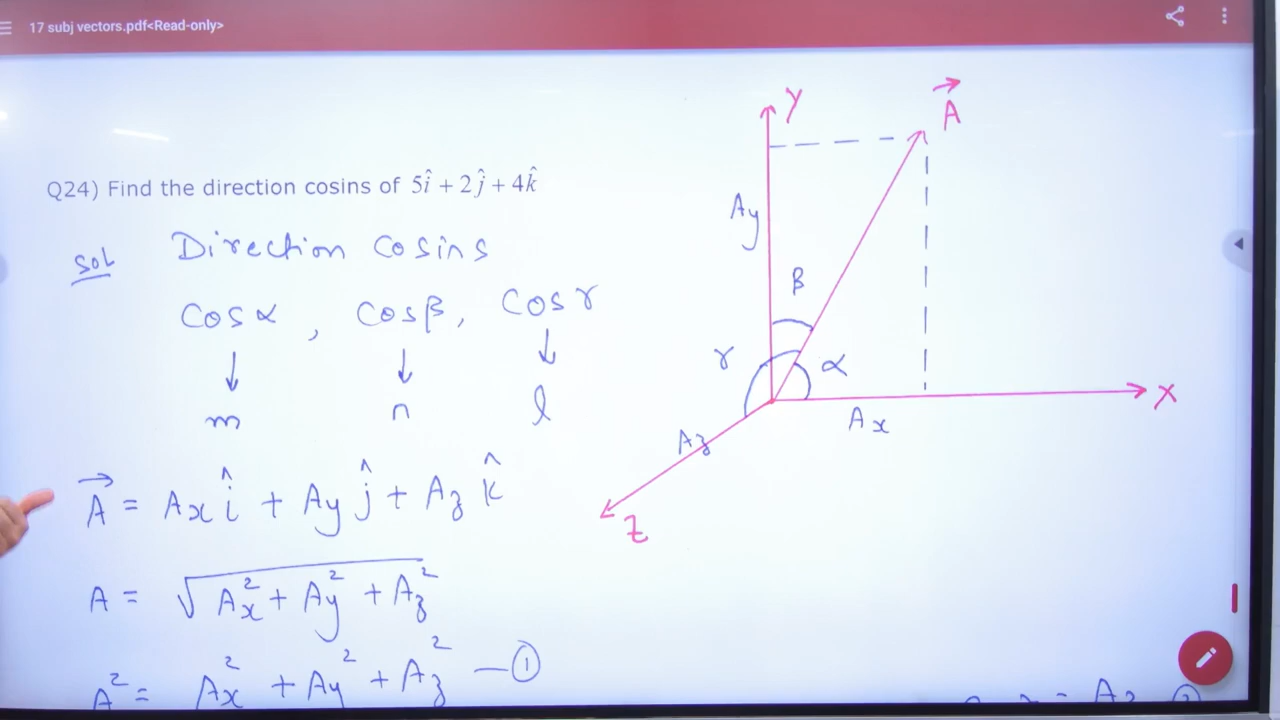 17 subj vectors.pdf<Read-only>
Q24) Find the direction cosins of 5î + 2ĵ + 4k̂
Sol Direction Cosins
Cosα , Cosβ, Cosγ
↓ ↓ ↓
m n l
A⃗ = Ax î + Ay ĵ + Az k̂
A = √Ax² + Ay² + Az²
A² = Ax² + Ay² + Az² —①
Y
A⃗
Ay
β
γ α
X
Ax
Az
Z